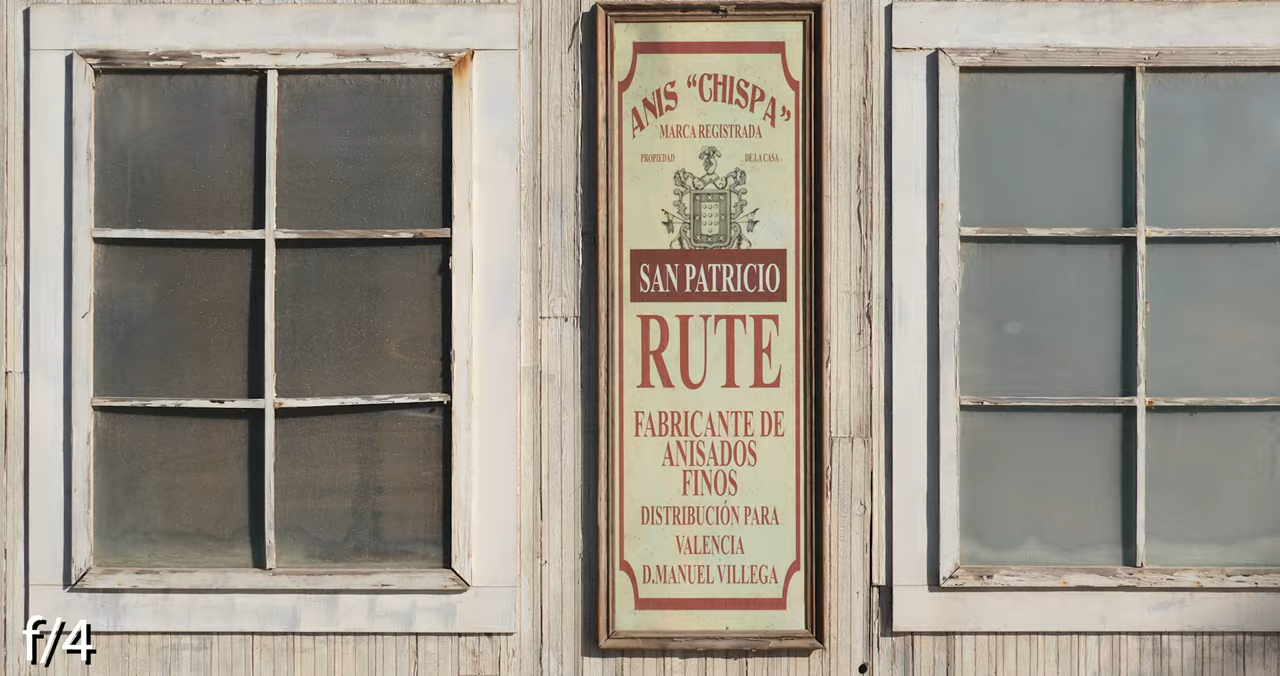 ANIS "CHISPA"
MARCA REGISTRADA
PROPIEDAD DE LA CASA
SAN PATRICIO
RUTE
FABRICANTE DE
ANISADOS
FINOS
DISTRIBUCIÓN PARA
VALENCIA
D.MANUEL VILLEGA
f/4